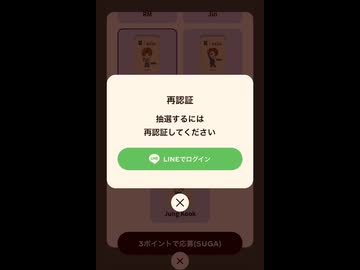 RM
Jin
再認証
抽選するには
再認証してください
LINE
LINEでログイン
Jung Kook
3ポイントで応募(SUGA)